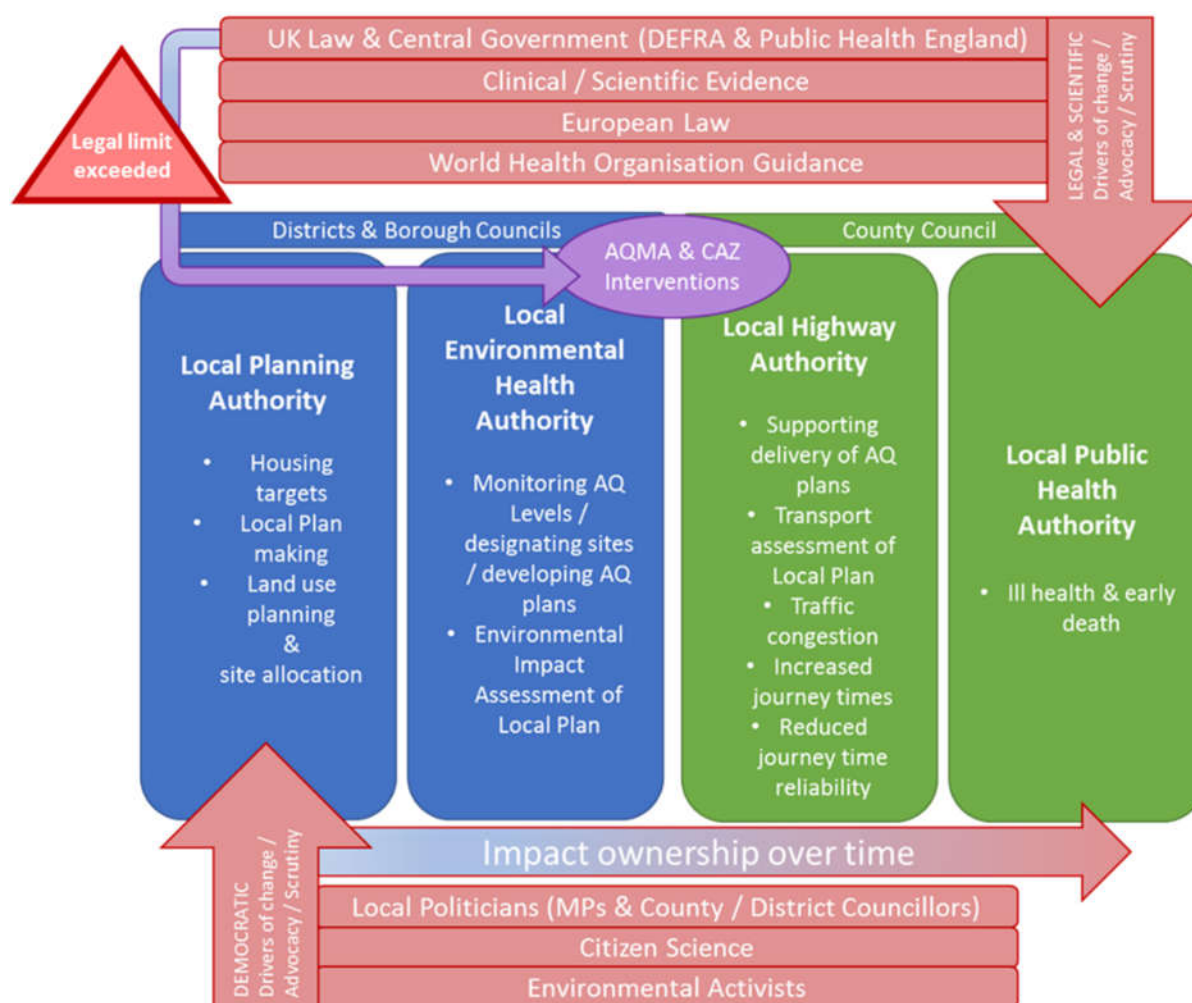 UK Law & Central Government (DEFRA & Public Health England)
Clinical / Scientific Evidence
European Law
World Health Organisation Guidance
LEGAL & SCIENTIFIC
Drivers of change /
Advocacy / Scrutiny
Legal limit
exceeded
Districts & Borough Councils
County Council
AQMA & CAZ
Interventions
Local Planning
Authority
• Housing
targets
• Local Plan
making
• Land use
planning
&
site allocation
Local
Environmental
Health
Authority
• Monitoring AQ
Levels /
designating sites
/ developing AQ
plans
• Environmental
Impact
Assessment of
Local Plan
Local Highway
Authority
• Supporting
delivery of AQ
plans
• Transport
assessment of
Local Plan
• Traffic
congestion
• Increased
journey times
• Reduced
journey time
reliability
Local Public
Health
Authority
• Ill health & early
death
Impact ownership over time
DEMOCRATIC
Drivers of change /
Advocacy / Scrutiny
Local Politicians (MPs & County / District Councillors)
Citizen Science
Environmental Activists